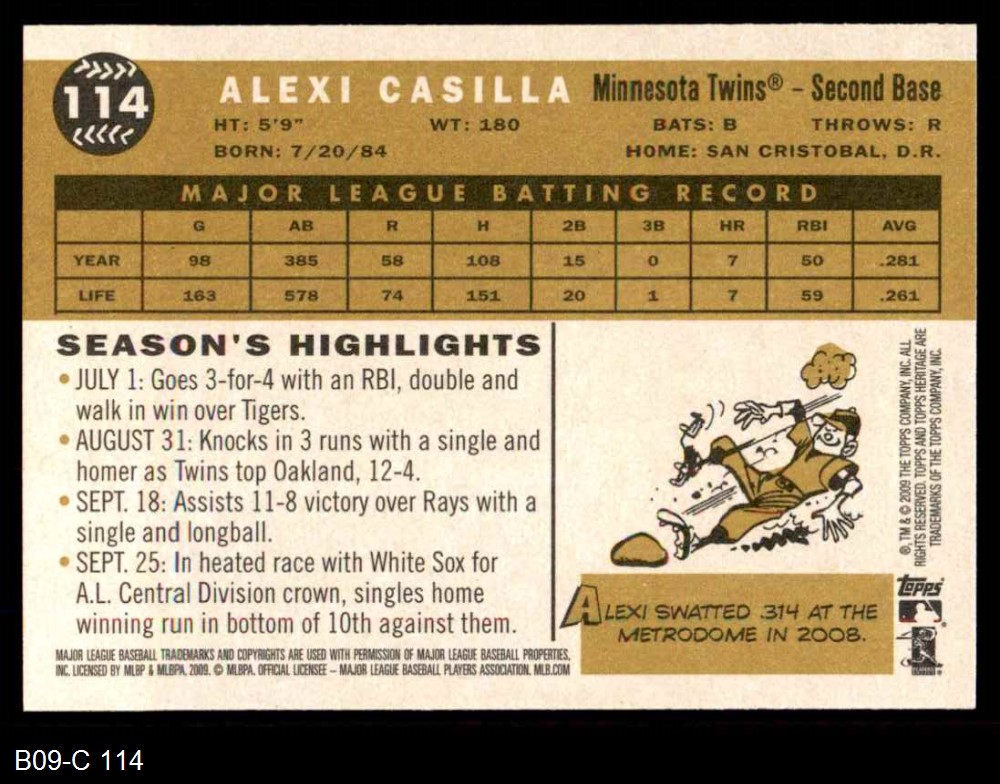 114
ALEXI CASILLA Minnesota Twins® – Second Base
HT: 5'9" WT: 180 BATS: B THROWS: R
BORN: 7/20/84 HOME: SAN CRISTOBAL, D.R.
MAJOR LEAGUE BATTING RECORD
G AB R H 2B 3B HR RBI AVG
YEAR 98 385 58 108 15 0 7 50 .281
LIFE 163 578 74 151 20 1 7 59 .261
SEASON'S HIGHLIGHTS
• JULY 1: Goes 3-for-4 with an RBI, double and
walk in win over Tigers.
• AUGUST 31: Knocks in 3 runs with a single and
homer as Twins top Oakland, 12-4.
• SEPT. 18: Assists 11-8 victory over Rays with a
single and longball.
• SEPT. 25: In heated race with White Sox for
A.L. Central Division crown, singles home
winning run in bottom of 10th against them.
MAJOR LEAGUE BASEBALL TRADEMARKS AND COPYRIGHTS ARE USED WITH PERMISSION OF MAJOR LEAGUE BASEBALL PROPERTIES,
INC. LICENSED BY MLBP & MLBPA, 2009. © MLBPA. OFFICIAL LICENSEE – MAJOR LEAGUE BASEBALL PLAYERS ASSOCIATION. MLB.COM
ALEXI SWATTED .314 AT THE
METRODOME IN 2008.
®, TM & © 2009 THE TOPPS COMPANY, INC. ALL
RIGHTS RESERVED. TOPPS AND TOPPS HERITAGE ARE
TRADEMARKS OF THE TOPPS COMPANY, INC.
topps
B09-C 114